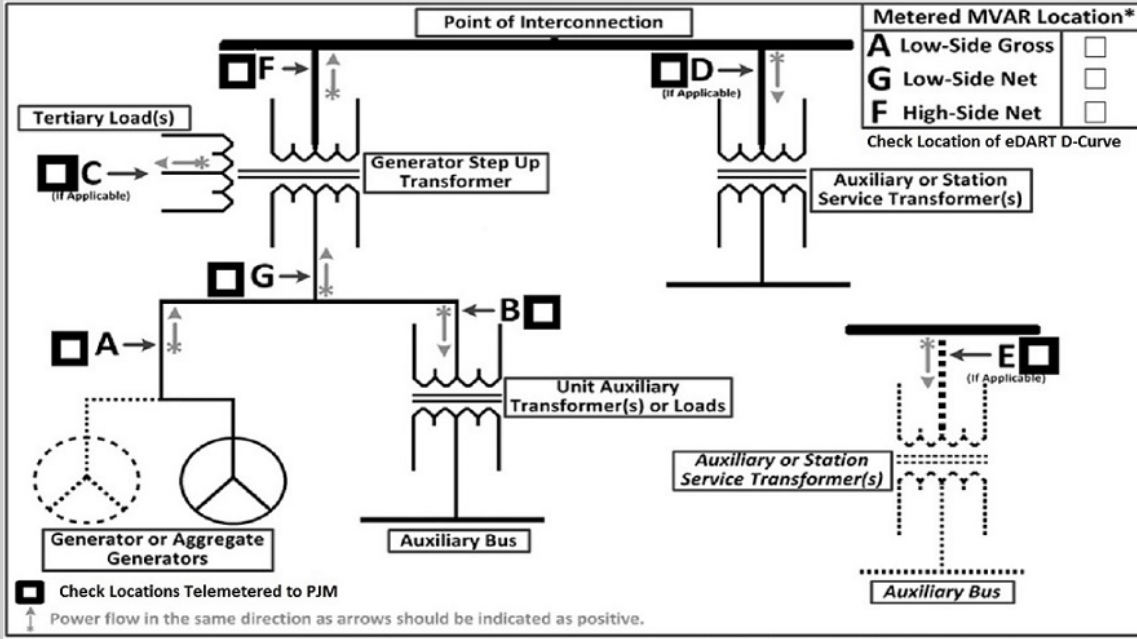 Point of Interconnection
Metered MVAR Location*
A Low-Side Gross
G Low-Side Net
F High-Side Net
Check Location of eDART D-Curve
F
D
(If Applicable)
Tertiary Load(s)
C
(If Applicable)
Generator Step Up
Transformer
Auxiliary or Station
Service Transformer(s)
G
B
A
E
(If Applicable)
Unit Auxiliary
Transformer(s) or Loads
Auxiliary or Station
Service Transformer(s)
Generator or Aggregate
Generators
Auxiliary Bus
Auxiliary Bus
Check Locations Telemetered to PJM
Power flow in the same direction as arrows should be indicated as positive.